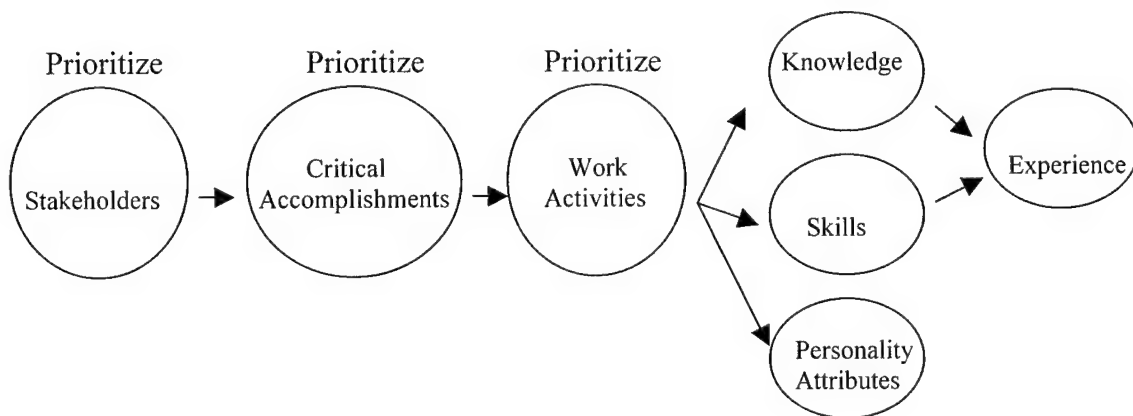 Prioritize
Stakeholders
Prioritize
Critical
Accomplishments
Prioritize
Work
Activities
Knowledge
Skills
Personality
Attributes
Experience